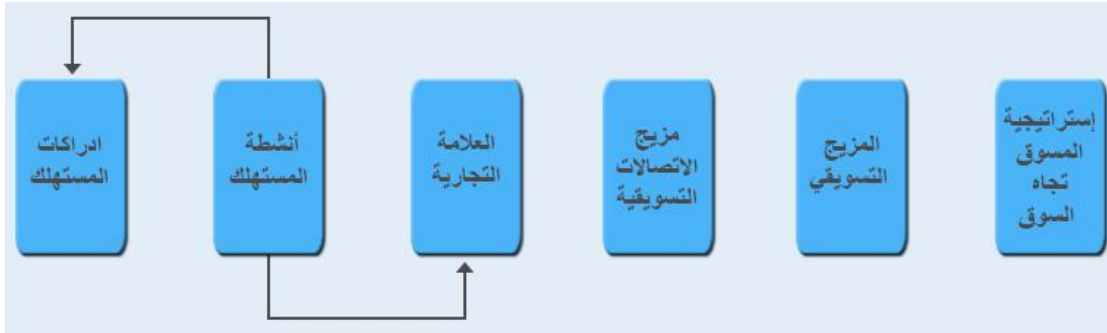 إستراتيجية
المسوق
تجاه
السوق
المزيج
التسويقي
مزيج
الاتصالات
التسويقية
العلامة
التجارية
أنشطة
المستهلك
ادراكات
المستهلك